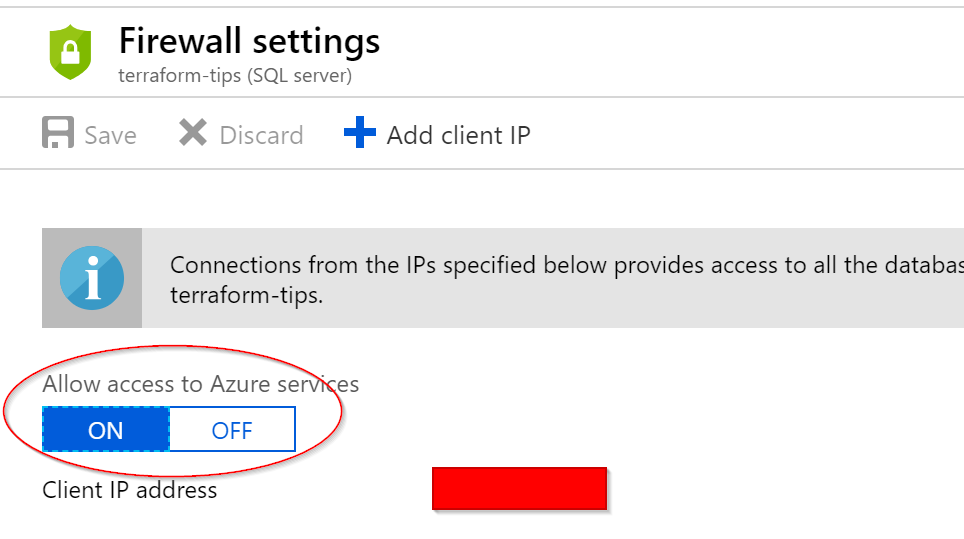 Firewall settings
terraform-tips (SQL server)
Save Discard Add client IP
Connections from the IPs specified below provides access to all the databas
terraform-tips.
Allow access to Azure services
ON OFF
Client IP address